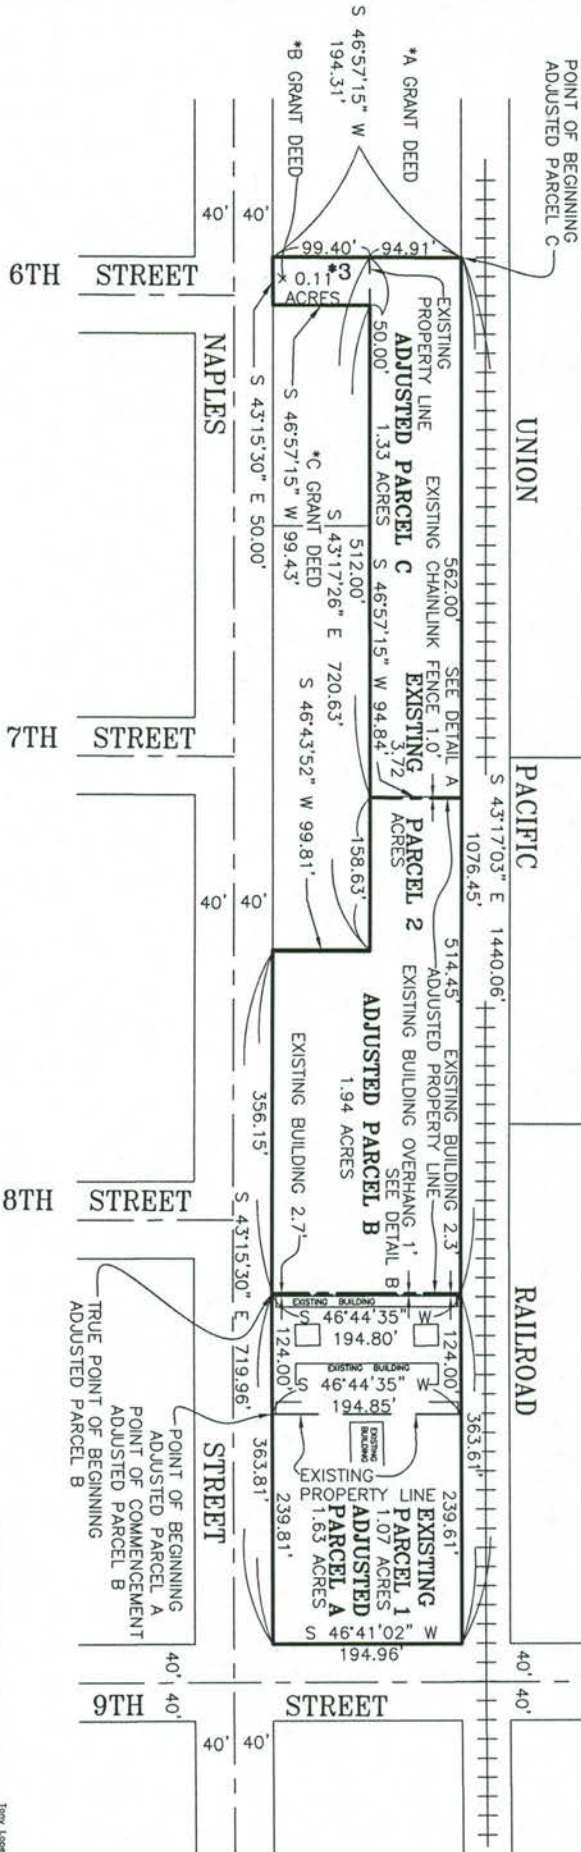 POINT OF BEGINNING
ADJUSTED PARCEL C
UNION
PACIFIC
RAILROAD
S 43°17'03" E 1440.06'
1076.45'
363.61'
S 46°57'15" W
194.31'
*A GRANT DEED
*B GRANT DEED
99.40'
94.91'
*3
0.11
ACRES
EXISTING
PROPERTY LINE
50.00'
ADJUSTED PARCEL C
1.33 ACRES
562.00'
SEE DETAIL A
EXISTING CHAINLINK FENCE 1.0'
EXISTING PARCEL 2
3.72 ACRES
S 46°57'15" W 94.84'
512.00'
S 43°17'26" E 720.63'
158.63'
*C GRANT DEED
S 46°57'15" W 99.43'
S 43°15'30" E 50.00'
S 46°43'52" W 99.81'
514.45'
ADJUSTED PROPERTY LINE
EXISTING BUILDING 2.3'
EXISTING BUILDING OVERHANG 1'
SEE DETAIL B
ADJUSTED PARCEL B
1.94 ACRES
EXISTING BUILDING 2.7'
356.15'
S 43°15'30" E 719.96'
363.81'
EXISTING BUILDING
S 46°44'35" W
194.80'
124.00'
124.00'
EXISTING BUILDING
S 46°44'35" W
194.85'
EXISTING
BUILDING
EXISTING
PROPERTY LINE
239.61'
239.81'
EXISTING
PARCEL 1
1.07 ACRES
ADJUSTED
PARCEL A
1.63 ACRES
S 46°41'02" W
194.96'
TRUE POINT OF BEGINNING
ADJUSTED PARCEL B
POINT OF BEGINNING
ADJUSTED PARCEL A
POINT OF COMMENCEMENT
ADJUSTED PARCEL B
NAPLES
STREET
40'
40'
40'
40'
40'
40'
40'
40'
40'
40'
6TH STREET
7TH STREET
8TH STREET
9TH STREET